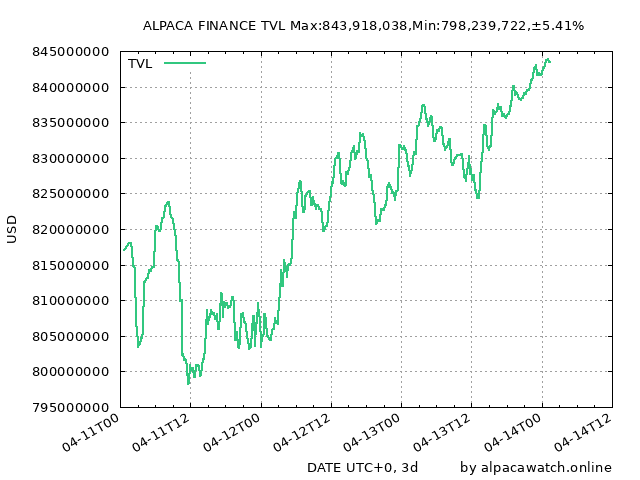 ALPACA FINANCE TVL Max:843,918,038,Min:798,239,722,±5.41%
845000000
TVL
840000000
835000000
830000000
825000000
820000000
815000000
810000000
805000000
800000000
795000000
USD
04-11T00
04-11T12
04-12T00
04-12T12
04-13T00
04-13T12
04-14T00
04-14T12
DATE UTC+0, 3d
by alpacawatch.online